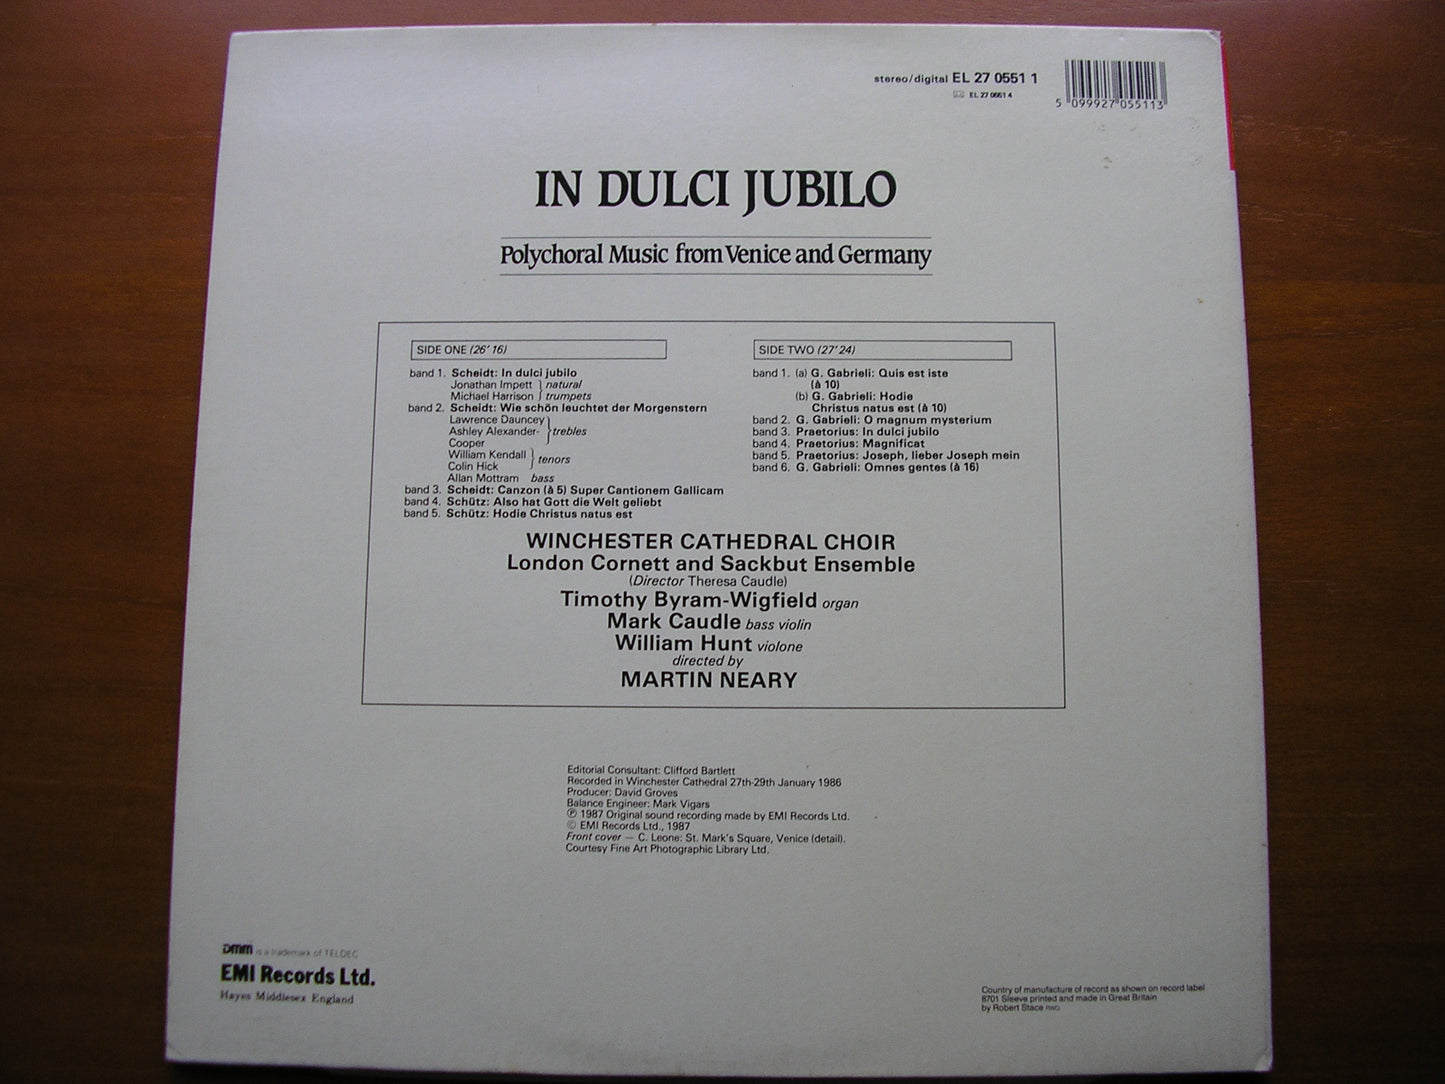 stereo/digital EL 27 0551 1
EL 27 0551 4
5 099927 055113
IN DULCI JUBILO
Polychoral Music from Venice and Germany
SIDE ONE (26' 16)
band 1. Scheidt: In dulci jubilo
Jonathan Impett } natural
Michael Harrison } trumpets
band 2. Scheidt: Wie schön leuchtet der Morgenstern
Lawrence Dauncey
Ashley Alexander- } trebles
Cooper
William Kendall } tenors
Colin Hick
Allan Mottram bass
band 3. Scheidt: Canzon (à 5) Super Cantionem Gallicam
band 4. Schütz: Also hat Gott die Welt geliebt
band 5. Schütz: Hodie Christus natus est
SIDE TWO (27'24)
band 1. (a) G. Gabrieli: Quis est iste
(à 10)
(b) G. Gabrieli: Hodie
Christus natus est (à 10)
band 2. G. Gabrieli: O magnum mysterium
band 3. Praetorius: In dulci jubilo
band 4. Praetorius: Magnificat
band 5. Praetorius: Joseph, lieber Joseph mein
band 6. G. Gabrieli: Omnes gentes (à 16)
WINCHESTER CATHEDRAL CHOIR
London Cornett and Sackbut Ensemble
(Director Theresa Caudle)
Timothy Byram-Wigfield organ
Mark Caudle bass violin
William Hunt violone
directed by
MARTIN NEARY
Editorial Consultant: Clifford Bartlett
Recorded in Winchester Cathedral 27th-29th January 1986
Producer: David Groves
Balance Engineer: Mark Vigars
℗ 1987 Original sound recording made by EMI Records Ltd.
© EMI Records Ltd., 1987
Front cover — C. Leone: St. Mark's Square, Venice (detail).
Courtesy Fine Art Photographic Library Ltd.
DMM is a trademark of TELDEC
EMI Records Ltd.
Hayes Middlesex England
Country of manufacture of record as shown on record label
8701 Sleeve printed and made in Great Britain
by Robert Stace